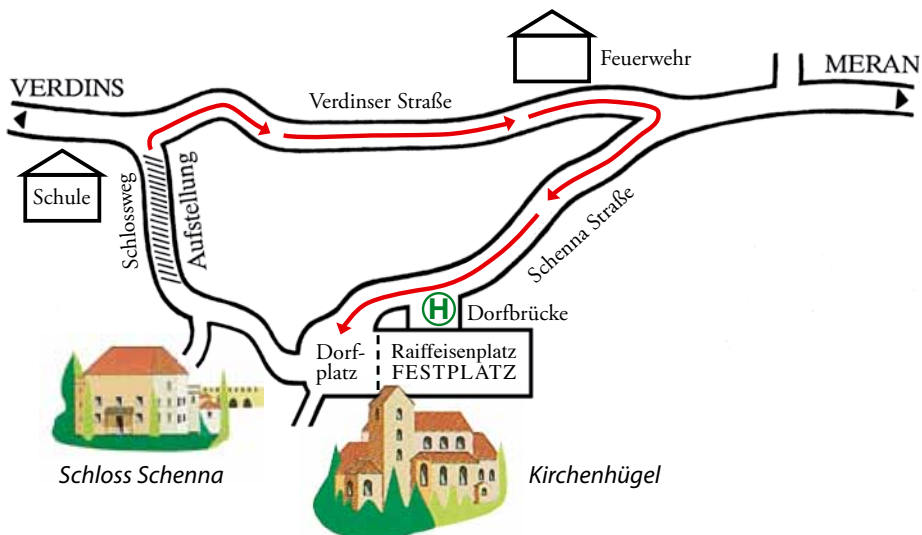 Feuerwehr
MERAN
VERDINS
Verdinser Straße
Schule
Schlossweg
Aufstellung
Schenna Straße
H
Dorfbrücke
Dorf-
platz
Raiffeisenplatz
FESTPLATZ
Schloss Schenna
Kirchenhügel